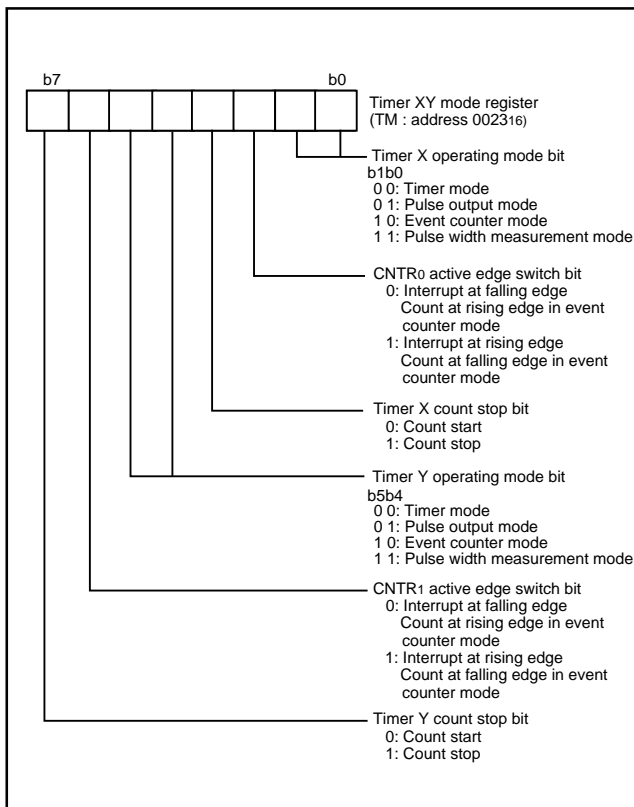 b7 b0
Timer XY mode register
(TM : address 002316)
Timer X operating mode bit
b1b0
0 0: Timer mode
0 1: Pulse output mode
1 0: Event counter mode
1 1: Pulse width measurement mode
CNTR0 active edge switch bit
0: Interrupt at falling edge
Count at rising edge in event
counter mode
1: Interrupt at rising edge
Count at falling edge in event
counter mode
Timer X count stop bit
0: Count start
1: Count stop
Timer Y operating mode bit
b5b4
0 0: Timer mode
0 1: Pulse output mode
1 0: Event counter mode
1 1: Pulse width measurement mode
CNTR1 active edge switch bit
0: Interrupt at falling edge
Count at rising edge in event
counter mode
1: Interrupt at rising edge
Count at falling edge in event
counter mode
Timer Y count stop bit
0: Count start
1: Count stop